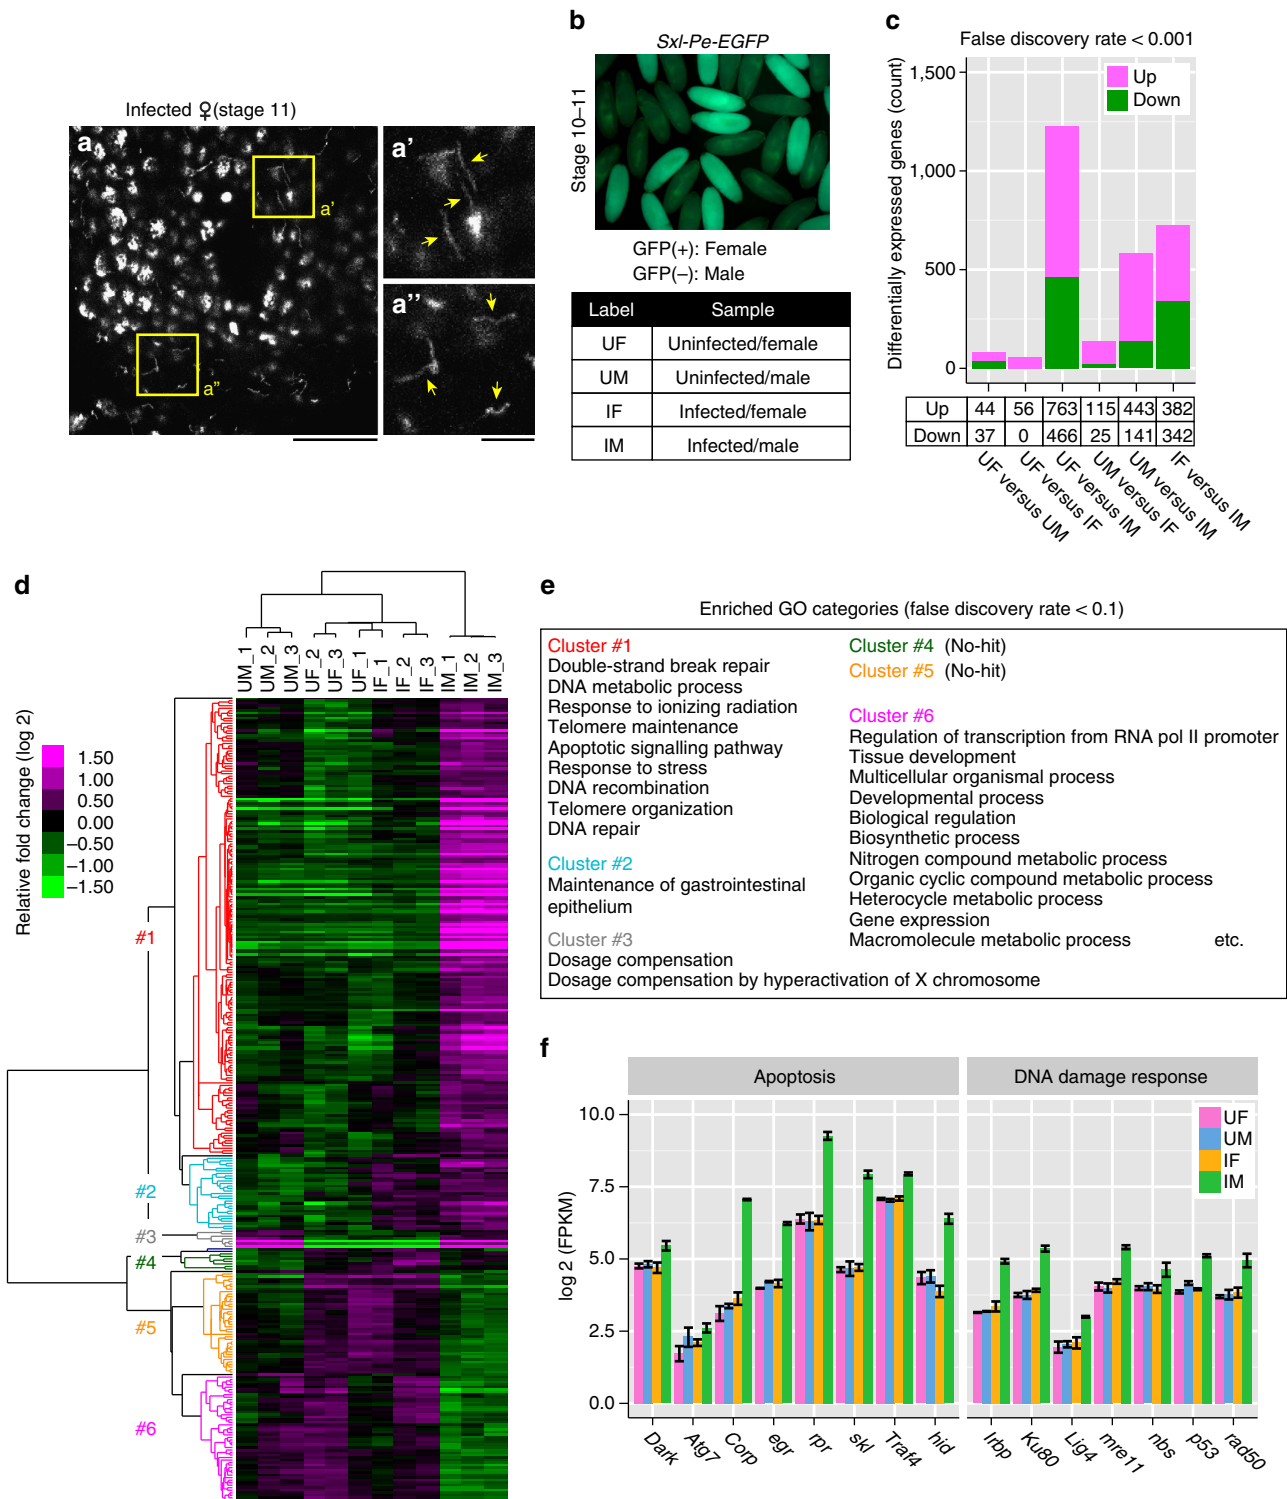 Infected ♀(stage 11)
a
a'
a"
a'
a"
b
Sxl-Pe-EGFP
Stage 10–11
GFP(+): Female
GFP(–): Male
Label Sample
UF Uninfected/female
UM Uninfected/male
IF Infected/female
IM Infected/male
c
False discovery rate < 0.001
Differentially expressed genes (count)
1,500
1,000
500
0
Up
Down
Up 44 56 763 115 443 382
Down 37 0 466 25 141 342
UF versus UM
UF versus IF
UF versus IM
UM versus IF
UM versus IM
IF versus IM
d
UM_1 UM_2 UM_3 UF_2 UF_3 UF_1 IF_1 IF_2 IF_3 IM_1 IM_2 IM_3
Relative fold change (log 2)
1.50
1.00
0.50
0.00
–0.50
–1.00
–1.50
#1
#2
#3
#4
#5
#6
e
Enriched GO categories (false discovery rate < 0.1)
Cluster #1
Double-strand break repair
DNA metabolic process
Response to ionizing radiation
Telomere maintenance
Apoptotic signalling pathway
Response to stress
DNA recombination
Telomere organization
DNA repair
Cluster #2
Maintenance of gastrointestinal
epithelium
Cluster #3
Dosage compensation
Dosage compensation by hyperactivation of X chromosome
Cluster #4 (No-hit)
Cluster #5 (No-hit)
Cluster #6
Regulation of transcription from RNA pol II promoter
Tissue development
Multicellular organismal process
Developmental process
Biological regulation
Biosynthetic process
Nitrogen compound metabolic process
Organic cyclic compound metabolic process
Heterocycle metabolic process
Gene expression
Macromolecule metabolic process etc.
f
Apoptosis
DNA damage response
log 2 (FPKM)
10.0
7.5
5.0
2.5
0.0
UF
UM
IF
IM
Dark Atg7 Corp egr rpr skl Traf4 hid
Irbp Ku80 Lig4 mre11 nbs p53 rad50